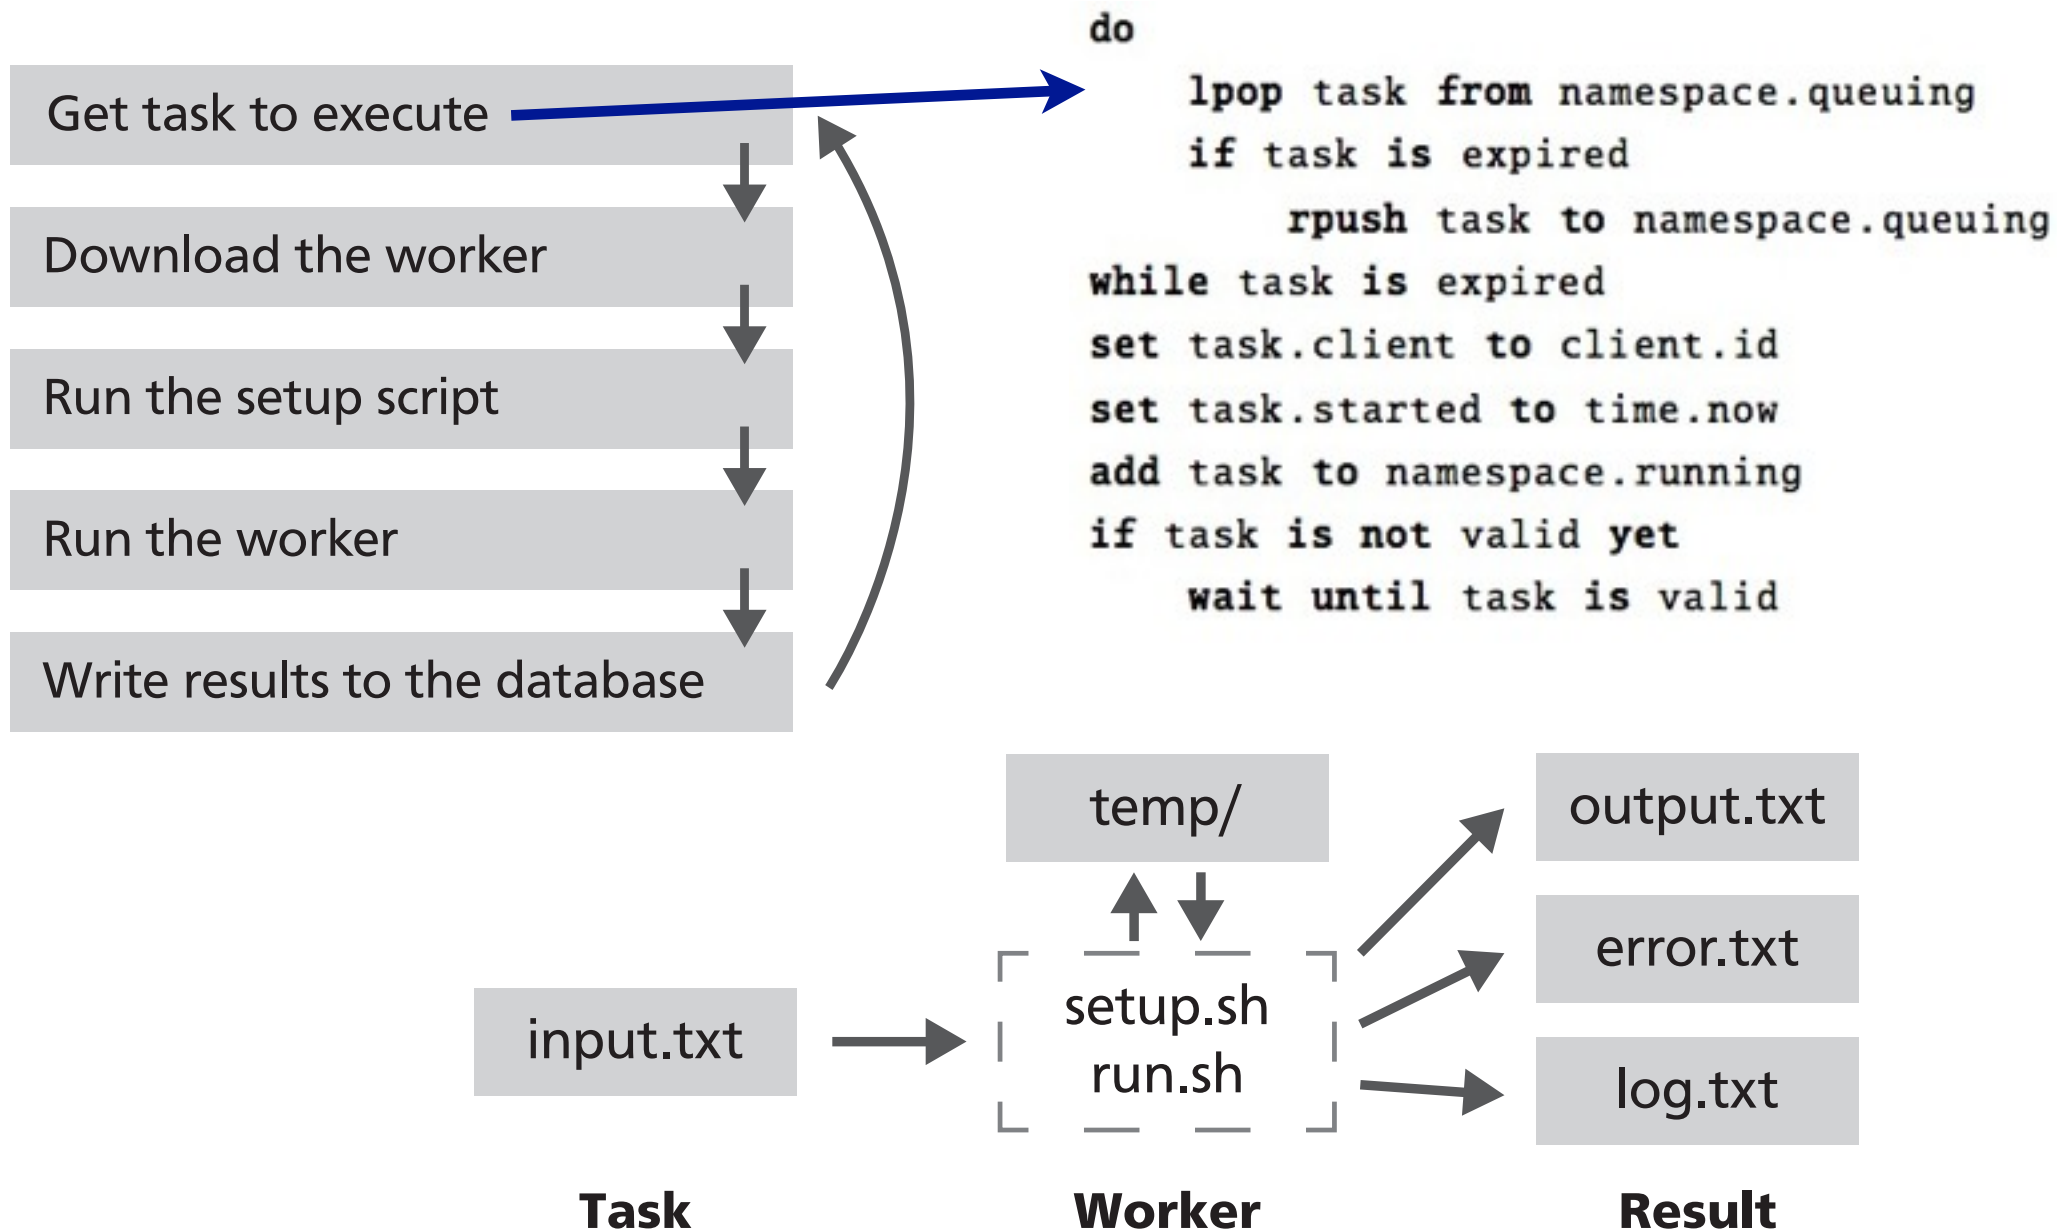 Get task to execute
Download the worker
Run the setup script
Run the worker
Write results to the database
do
lpop task from namespace.queuing
if task is expired
rpush task to namespace.queuing
while task is expired
set task.client to client.id
set task.started to time.now
add task to namespace.running
if task is not valid yet
wait until task is valid
temp/
output.txt
error.txt
input.txt
setup.sh
run.sh
log.txt
Task
Worker
Result